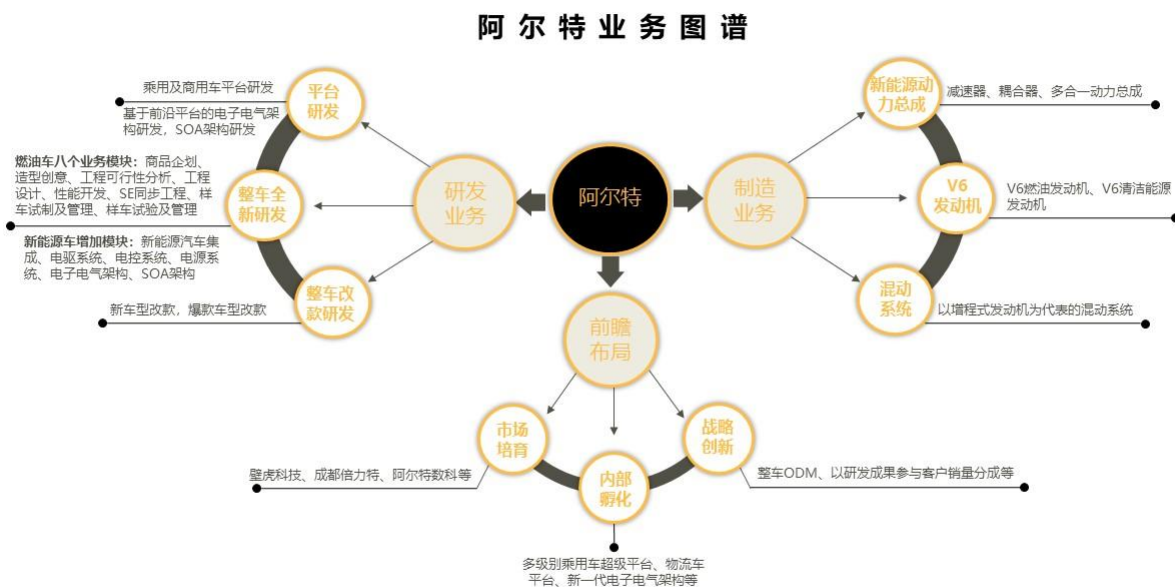 阿尔特业务图谱
阿尔特
研发
业务
平台
研发
乘用及商用车平台研发
基于前沿平台的电子电气架
构研发，SOA架构研发
整车全
新研发
燃油车八个业务模块：商品企划、
造型创意、工程可行性分析、工程
设计、性能开发、SE同步工程、样
车试制及管理、样车试验及管理
新能源车增加模块：新能源汽车集
成、电驱系统、电控系统、电源系
统、电子电气架构、SOA架构
整车改
款研发
新车型改款，爆款车型改款
制造
业务
新能源动
力总成
减速器、耦合器、多合一动力总成
V6
发动机
V6燃油发动机、V6清洁能源
发动机
混动
系统
以增程式发动机为代表的混动系统
前瞻
布局
市场
培育
壁虎科技、成都倍力特、阿尔特数科等
内部
孵化
多级别乘用车超级平台、物流车
平台、新一代电子电气架构等
战略
创新
整车ODM、以研发成果参与客户销量分成等